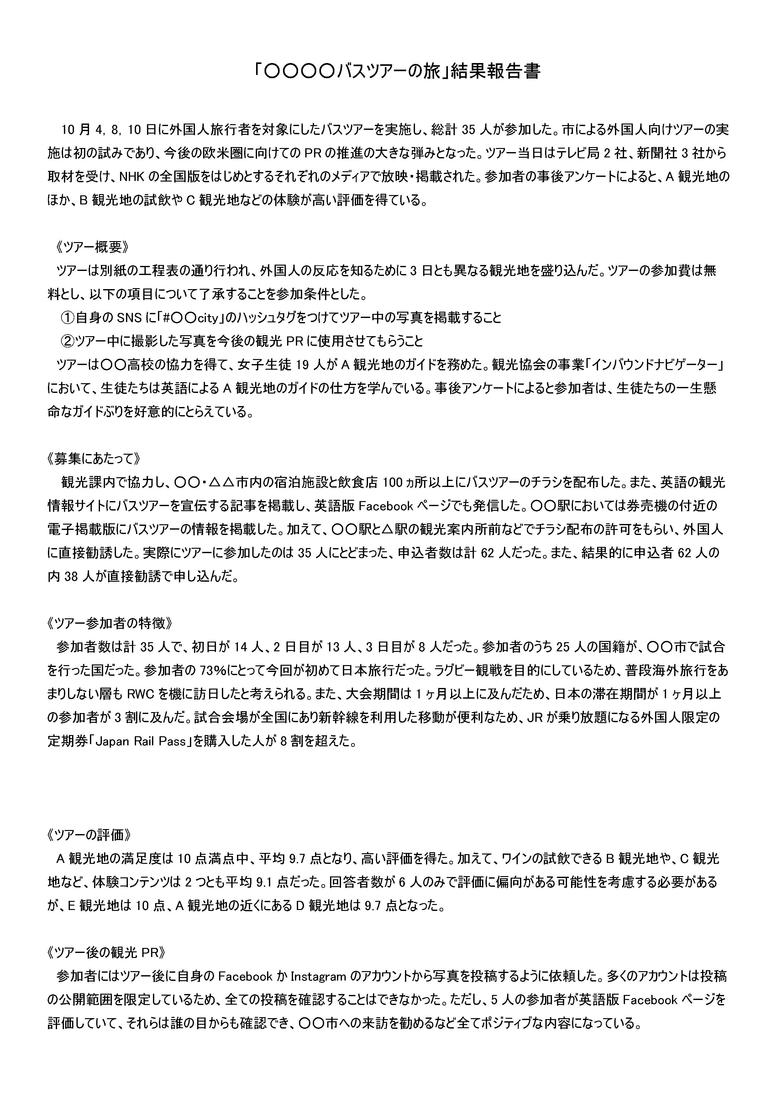 「〇〇〇〇バスツアーの旅」結果報告書
10 月 4, 8, 10 日に外国人旅行者を対象にしたバスツアーを実施し、総計 35 人が参加した。市による外国人向けツアーの実
施は初の試みであり、今後の欧米圏に向けての PR の推進の大きな弾みとなった。ツアー当日はテレビ局 2 社、新聞社 3 社から
取材を受け、NHK の全国版をはじめとするそれぞれのメディアで放映・掲載された。参加者の事後アンケートによると、A 観光地の
ほか、B 観光地の試飲や C 観光地などの体験が高い評価を得ている。
《ツアー概要》
ツアーは別紙の工程表の通り行われ、外国人の反応を知るために 3 日とも異なる観光地を盛り込んだ。ツアーの参加費は無
料とし、以下の項目について了承することを参加条件とした。
①自身の SNS に「#〇〇city」のハッシュタグをつけてツアー中の写真を掲載すること
②ツアー中に撮影した写真を今後の観光 PR に使用させてもらうこと
ツアーは〇〇高校の協力を得て、女子生徒 19 人が A 観光地のガイドを務めた。観光協会の事業「インバウンドナビゲーター」
において、生徒たちは英語による A 観光地のガイドの仕方を学んでいる。事後アンケートによると参加者は、生徒たちの一生懸
命なガイドぶりを好意的にとらえている。
《募集にあたって》
観光課内で協力し、〇〇・△△市内の宿泊施設と飲食店 100 ヵ所以上にバスツアーのチラシを配布した。また、英語の観光
情報サイトにバスツアーを宣伝する記事を掲載し、英語版 Facebook ページでも発信した。〇〇駅においては券売機の付近の
電子掲載版にバスツアーの情報を掲載した。加えて、〇〇駅と△駅の観光案内所前などでチラシ配布の許可をもらい、外国人
に直接勧誘した。実際にツアーに参加したのは 35 人にとどまった、申込者数は計 62 人だった。また、結果的に申込者 62 人の
内 38 人が直接勧誘で申し込んだ。
《ツアー参加者の特徴》
参加者数は計 35 人で、初日が 14 人、2 日目が 13 人、3 日目が 8 人だった。参加者のうち 25 人の国籍が、〇〇市で試合
を行った国だった。参加者の 73%にとって今回が初めて日本旅行だった。ラグビー観戦を目的にしているため、普段海外旅行をあ
まりしない層も RWC を機に訪日したと考えられる。また、大会期間は 1 ヶ月以上に及んだため、日本の滞在期間が 1 ヶ月以上
の参加者が 3 割に及んだ。試合会場が全国にあり新幹線を利用した移動が便利なため、JR が乗り放題になる外国人限定の
定期券「Japan Rail Pass」を購入した人が 8 割を超えた。
《ツアーの評価》
A 観光地の満足度は 10 点満点中、平均 9.7 点となり、高い評価を得た。加えて、ワインの試飲できる B 観光地や、C 観光
地など、体験コンテンツは 2 つとも平均 9.1 点だった。回答者数が 6 人のみで評価に偏向がある可能性を考慮する必要がある
が、E 観光地は 10 点、A 観光地の近くにある D 観光地は 9.7 点となった。
《ツアー後の観光 PR》
参加者にはツアー後に自身の Facebook か Instagram のアカウントから写真を投稿するように依頼した。多くのアカウントは投稿
の公開範囲を限定しているため、全ての投稿を確認することはできなかった。ただし、5 人の参加者が英語版 Facebook ページを
評価していて、それらは誰の目からも確認でき、〇〇市への来訪を勧めるなど全てポジティブな内容になっている。